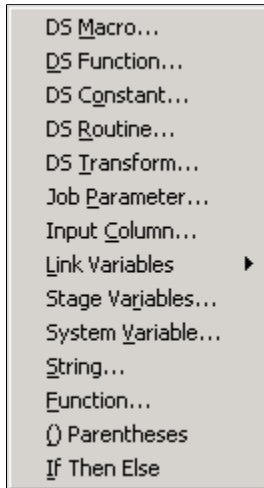 DS Macro...
DS Function...
DS Constant...
DS Routine...
DS Transform...
Job Parameter...
Input Column...
Link Variables
Stage Variables...
System Variable...
String...
Function...
() Parentheses
If Then Else